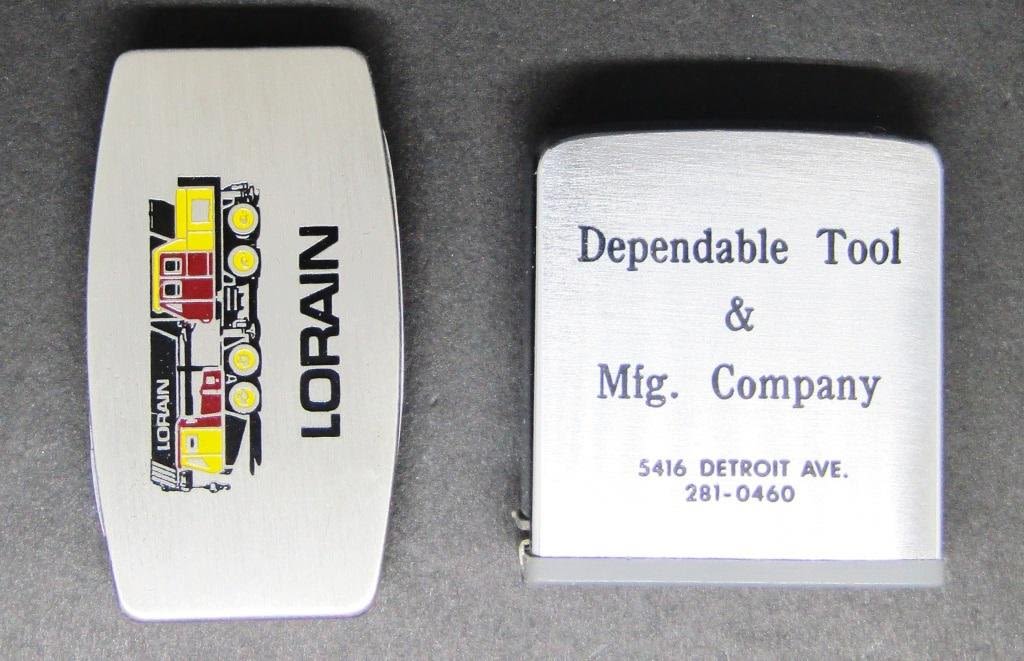 LORAIN
LORAIN
Dependable Tool
&
Mfg. Company
5416 DETROIT AVE.
281-0460